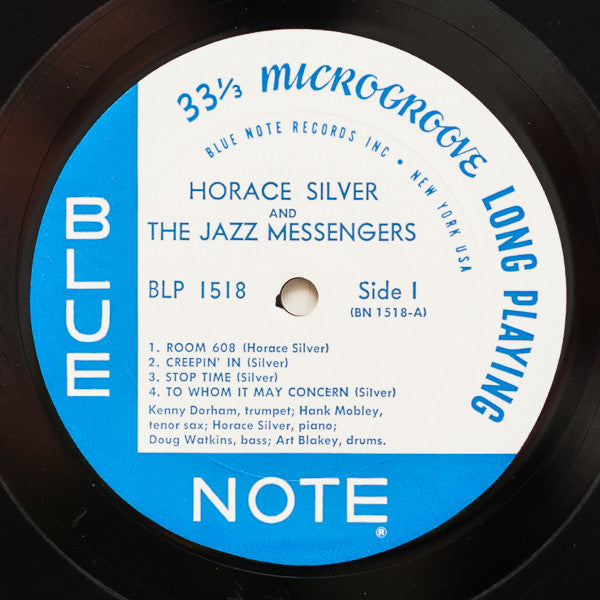 33⅓ MICROGROOVE LONG PLAYING
BLUE NOTE RECORDS INC • NEW YORK USA
HORACE SILVER
AND
THE JAZZ MESSENGERS
BLP 1518
Side 1
(BN 1518-A)
1. ROOM 608 (Horace Silver)
2. CREEPIN' IN (Silver)
3. STOP TIME (Silver)
4. TO WHOM IT MAY CONCERN (Silver)
Kenny Dorham, trumpet; Hank Mobley,
tenor sax; Horace Silver, piano;
Doug Watkins, bass; Art Blakey, drums.
BLUE
NOTE®